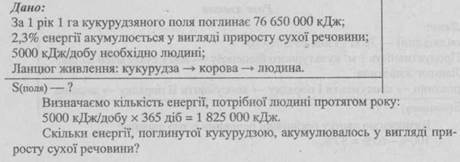 Дано:
За 1 рік 1 га кукурудзяного поля поглинає 76 650 000 кДж;
2,3% енергії акумулюється у вигляді приросту сухої речовини;
5000 кДж/добу необхідно людині;
Ланцюг живлення: кукурудза → корова → людина.
S(поля) — ?
Визначаємо кількість енергії, потрібної людині протягом року:
5000 кДж/добу × 365 діб = 1 825 000 кДж.
Скільки енергії, поглинутої кукурудзою, акумулювалось у вигляді при-
росту сухої речовини?